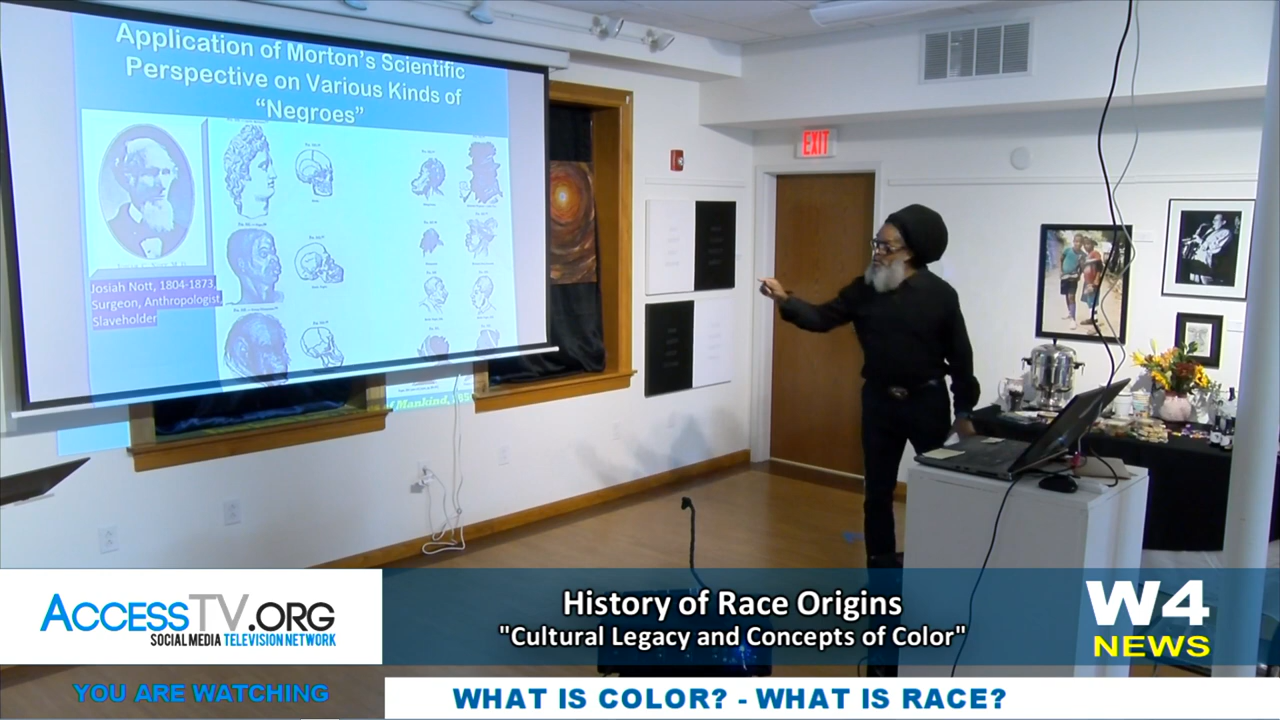 Application of Morton's Scientific
Perspective on Various Kinds of
"Negroes"
Josiah Nott, 1804-1873,
Surgeon, Anthropologist,
Slaveholder
of Mankind,
EXIT
ACCESSTV.ORG
SOCIAL MEDIA TELEVISION NETWORK
History of Race Origins
"Cultural Legacy and Concepts of Color"
W4
NEWS
YOU ARE WATCHING
WHAT IS COLOR? - WHAT IS RACE?